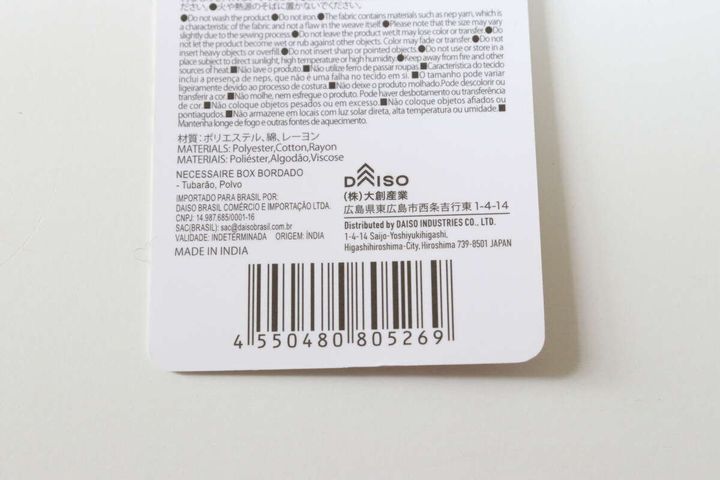 ださい。●火や熱源のそばに置かないでください。
●Do not wash the product.●Do not iron.●The fabric contains materials such as nep yarn, which is
a characteristic of the fabric and not a flaw in the weave itself.●Please note that the size may vary
slightly due to the sewing process.●Do not leave the product wet.It may lose color or transfer.●Do
not let the product become wet or rub against other objects. Color may fade or transfer.●Do not
insert heavy objects or overfill.●Do not insert sharp or pointed objects.●Do not use or store in a
place subject to direct sunlight, high temperature or high humidity.●Keep away from fire and other
sources of heat.■Não lave o produto.■Não utilize ferro de passar roupas.■Característica do tecido:
inclui a presença de neps, que não é uma falha no tecido em si.■O tamanho pode variar
ligeiramente devido ao processo de costura.■Não deixe o produto molhado.Pode descolorir ou
transferir a cor.■Não molhe, nem esfregue o produto. Pode haver desbotamento ou transferência
de cor.■Não coloque objetos pesados ou em excesso.■Não coloque objetos afiados ou
pontiagudos.■Não armazene em locais com luz solar direta, alta temperatura ou umidade.■
Mantenha longe de fogo e outras fontes de aquecimento.
材質：ポリエステル、綿、レーヨン
MATERIALS: Polyester,Cotton,Rayon
MATERIAIS: Poliéster,Algodão,Viscose
NECESSAIRE BOX BORDADO
- Tubarão, Polvo
IMPORTADO PARA BRASIL POR:
DAISO BRASIL COMÉRCIO E IMPORTAÇÃO LTDA.
CNPJ: 14.987.685/0001-16
SAC(BRASIL): sac@daisobrasil.com.br
VALIDADE: INDETERMINADA ORIGEM: ÍNDIA
MADE IN INDIA
DAISO
(株)大創産業
広島県東広島市西条吉行東1-4-14
Distributed by DAISO INDUSTRIES CO., LTD.
1-4-14 Saijo-Yoshiyukihigashi,
Higashihiroshima-City, Hiroshima 739-8501 JAPAN
4 550480 805269